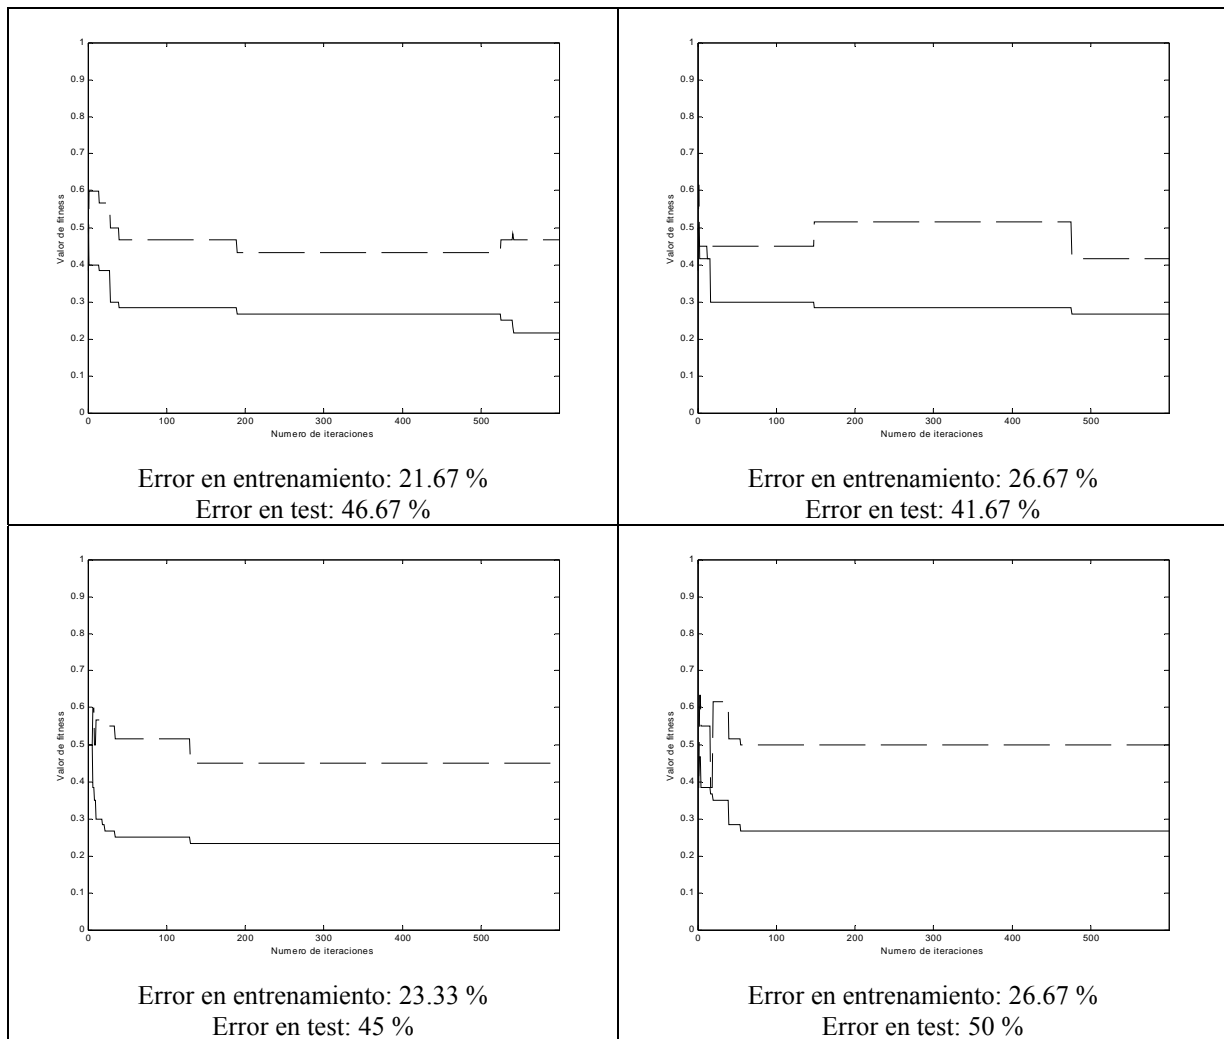 1
0.9
0.8
0.7
0.6
0.5
0.4
0.3
0.2
0.1
0
Valor de fitness
0 100 200 300 400 500
Numero de iteraciones
Error en entrenamiento: 21.67 %
Error en test: 46.67 %
1
0.9
0.8
0.7
0.6
0.5
0.4
0.3
0.2
0.1
0
Valor de fitness
0 100 200 300 400 500
Numero de iteraciones
Error en entrenamiento: 26.67 %
Error en test: 41.67 %
1
0.9
0.8
0.7
0.6
0.5
0.4
0.3
0.2
0.1
0
Valor de fitness
0 100 200 300 400 500
Numero de iteraciones
Error en entrenamiento: 23.33 %
Error en test: 45 %
1
0.9
0.8
0.7
0.6
0.5
0.4
0.3
0.2
0.1
0
Valor de fitness
0 100 200 300 400 500
Numero de iteraciones
Error en entrenamiento: 26.67 %
Error en test: 50 %